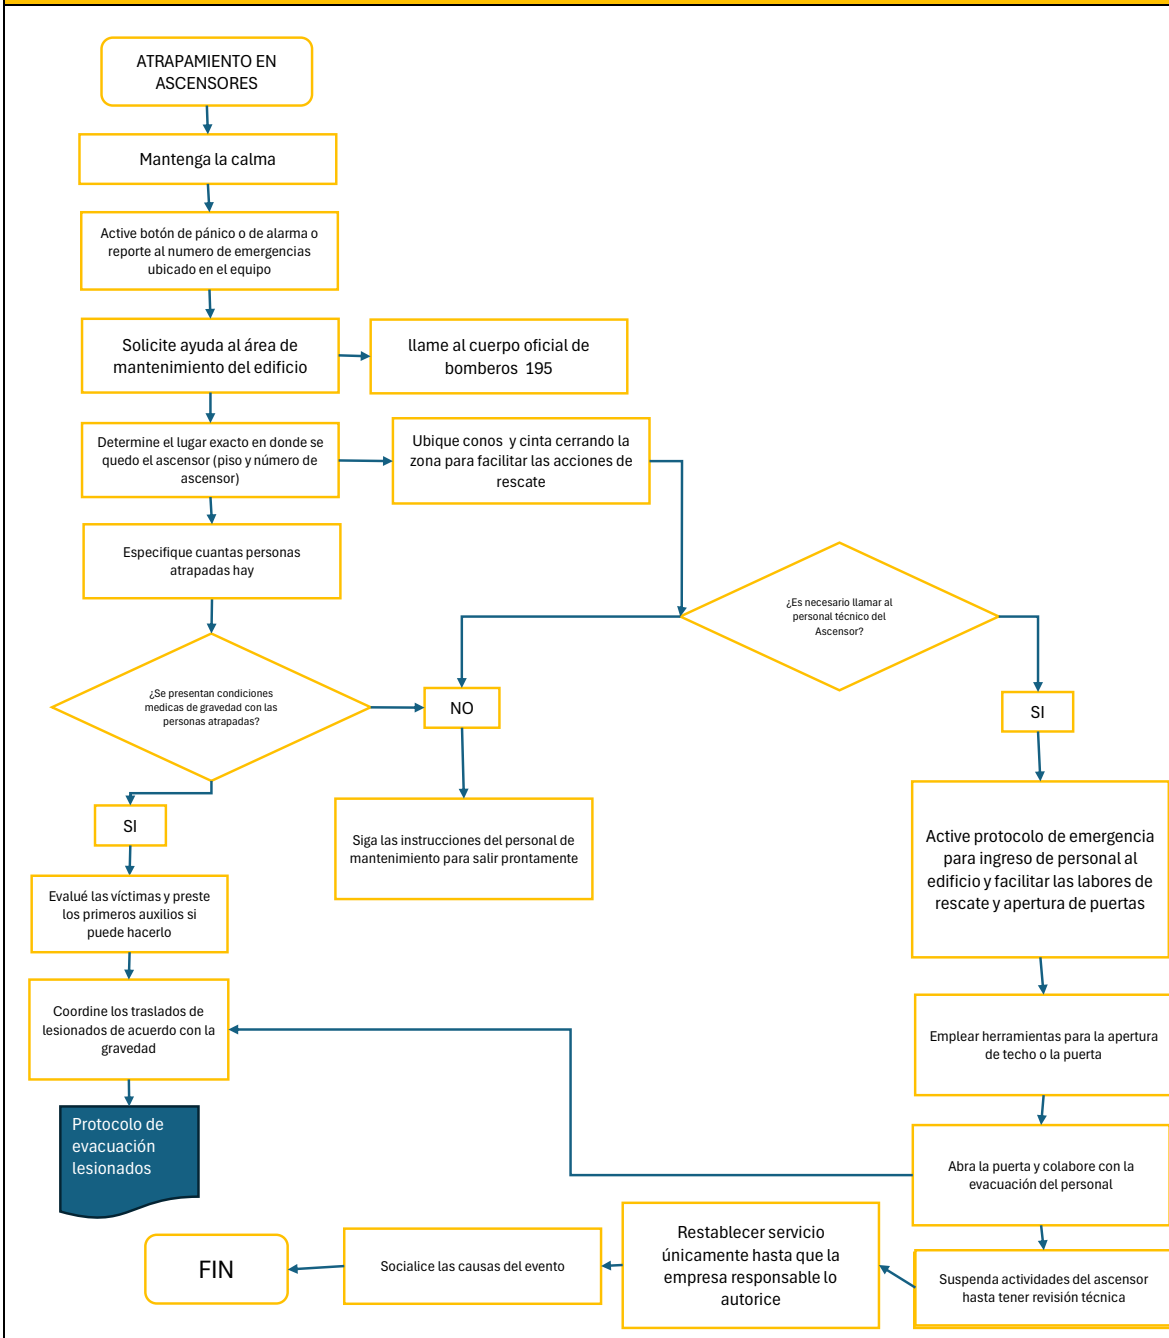 ATRAPAMIENTO EN
ASCENSORES
Mantenga la calma
Active botón de pánico o de alarma o
reporte al numero de emergencias
ubicado en el equipo
Solicite ayuda al área de
mantenimiento del edificio
llame al cuerpo oficial de
bomberos 195
Determine el lugar exacto en donde se
quedo el ascensor (piso y número de
ascensor)
Ubique conos y cinta cerrando la
zona para facilitar las acciones de
rescate
Especifique cuantas personas
atrapadas hay
¿Es necesario llamar al
personal técnico del
Ascensor?
¿Se presentan condiciones
medicas de gravedad con las
personas atrapadas?
NO
SI
SI
Siga las instrucciones del personal de
mantenimiento para salir prontamente
Active protocolo de emergencia
para ingreso de personal al
edificio y facilitar las labores de
rescate y apertura de puertas
Evalué las víctimas y preste
los primeros auxilios si
puede hacerlo
Coordine los traslados de
lesionados de acuerdo con la
gravedad
Emplear herramientas para la apertura
de techo o la puerta
Protocolo de
evacuación
lesionados
Abra la puerta y colabore con la
evacuación del personal
Suspenda actividades del ascensor
hasta tener revisión técnica
Restablecer servicio
únicamente hasta que la
empresa responsable lo
autorice
Socialice las causas del evento
FIN